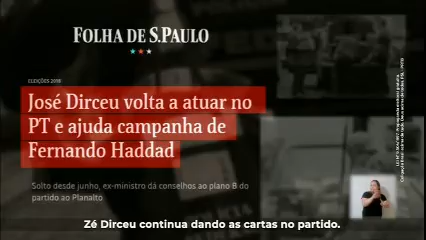 FOLHA DE S.PAULO
ELEIÇÕES 2018
José Dirceu volta a atuar no
PT e ajuda campanha de
Fernando Haddad
Solto desde junho, ex-ministro dá conselhos ao plano B do
partido ao Planalto
Zé Dirceu continua dando as cartas no partido.